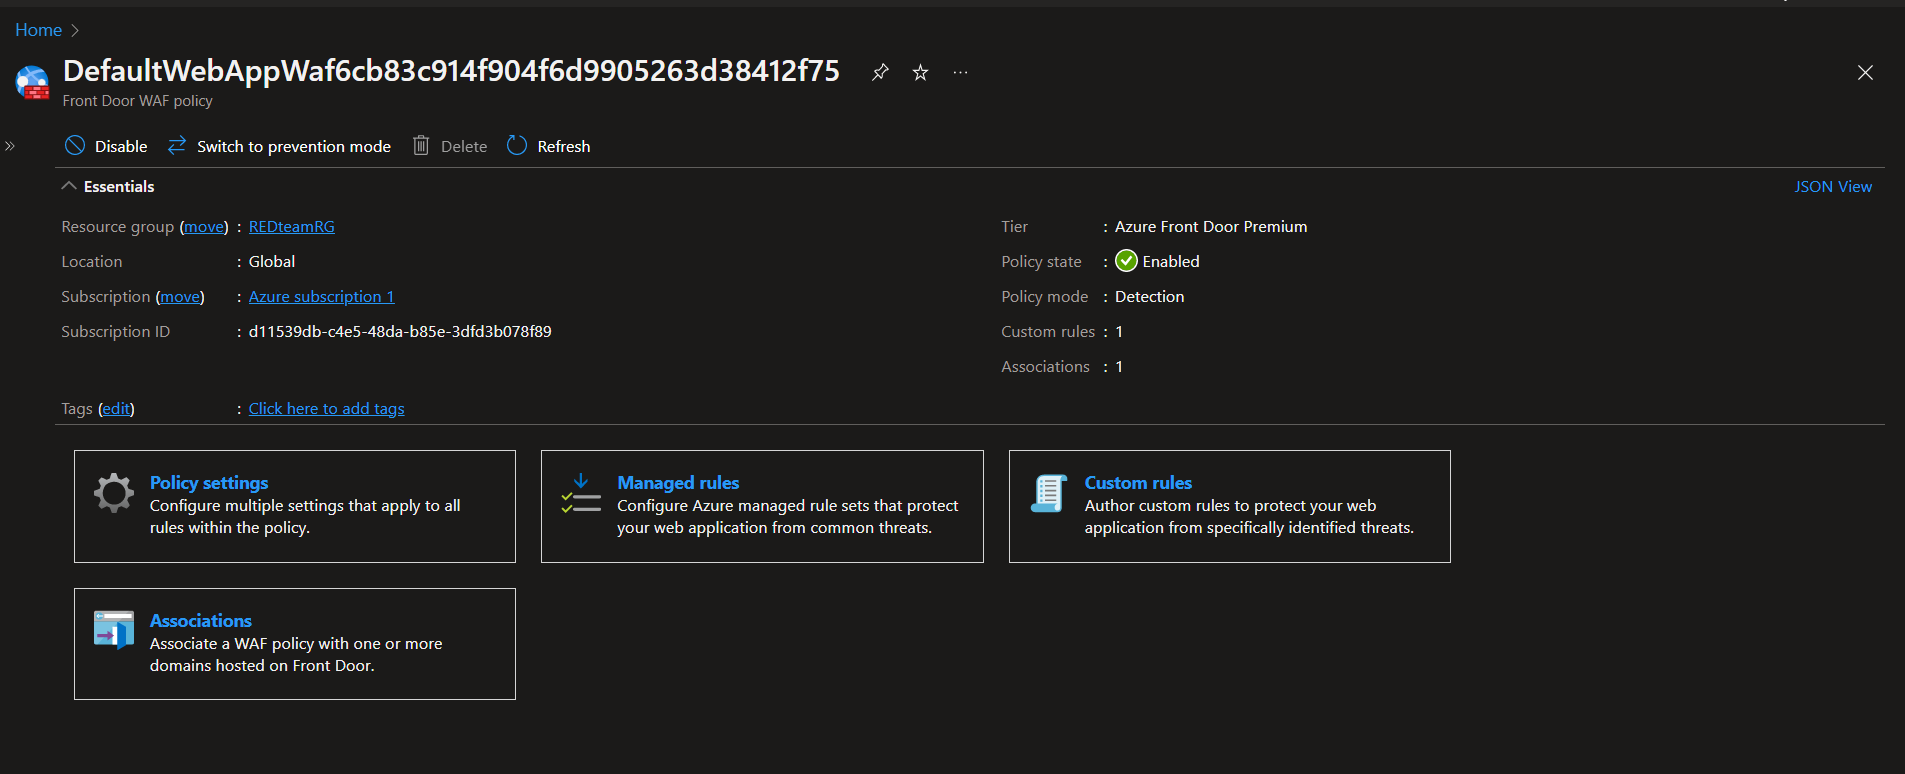 Home
DefaultWebAppWaf6cb83c914f904f6d9905263d38412f75
Front Door WAF policy
Disable
Switch to prevention mode
Delete
Refresh
Essentials
JSON View
Resource group (move) : REDteamRG
Location : Global
Subscription (move) : Azure subscription 1
Subscription ID : d11539db-c4e5-48da-b85e-3dfd3b078f89
Tier : Azure Front Door Premium
Policy state : Enabled
Policy mode : Detection
Custom rules : 1
Associations : 1
Tags (edit) : Click here to add tags
Policy settings
Configure multiple settings that apply to all
rules within the policy.
Managed rules
Configure Azure managed rule sets that protect
your web application from common threats.
Custom rules
Author custom rules to protect your web
application from specifically identified threats.
Associations
Associate a WAF policy with one or more
domains hosted on Front Door.